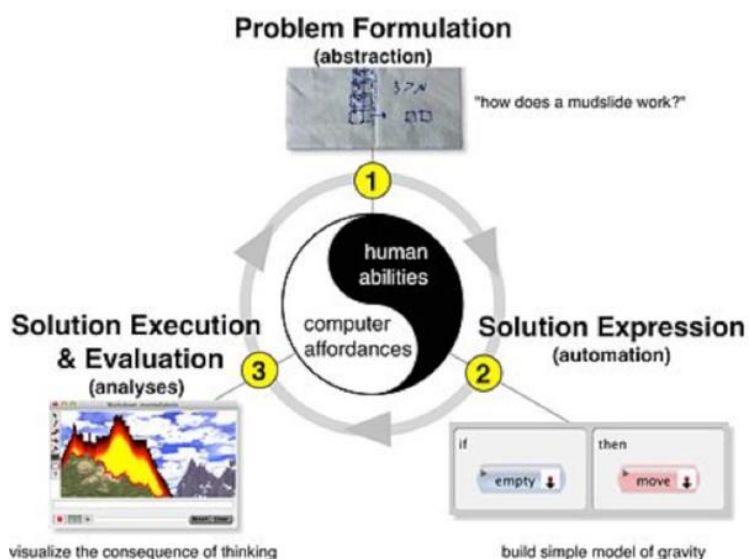 Problem Formulation
(abstraction)
"how does a mudslide work?"
1
human
abilities
computer
affordances
Solution Expression
(automation)
2
if
empty
then
move
build simple model of gravity
Solution Execution
& Evaluation
(analyses)
3
visualize the consequence of thinking